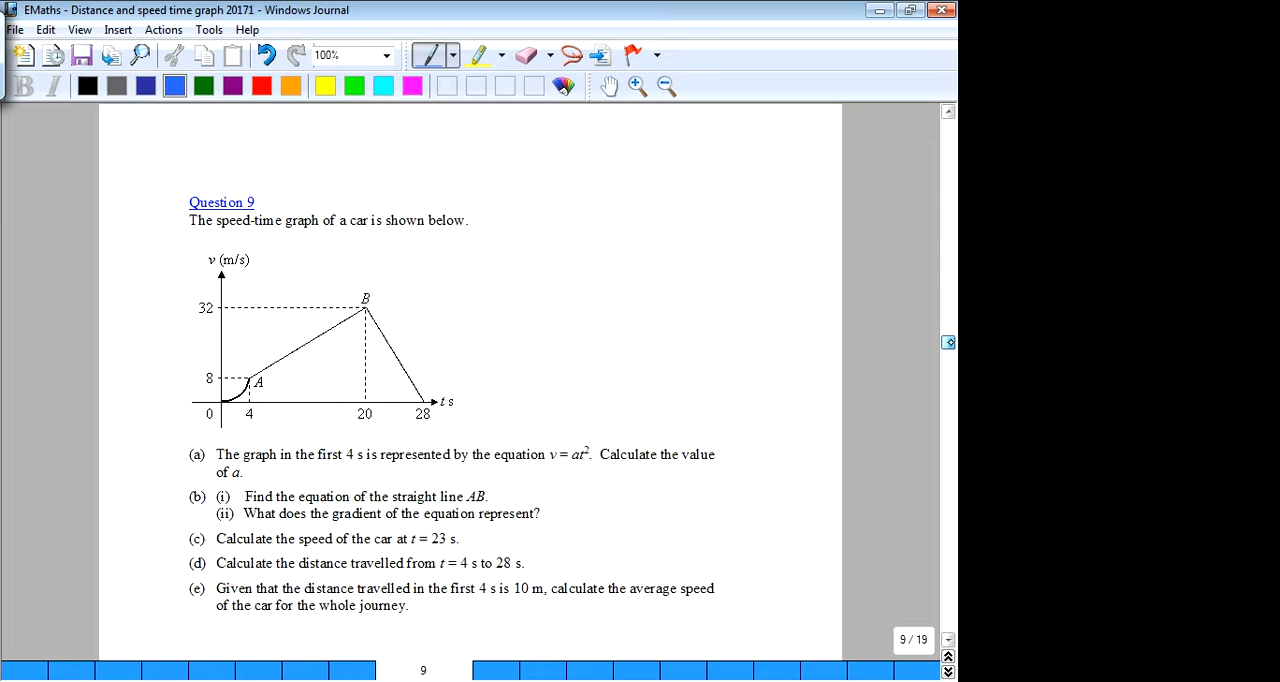 EMaths - Distance and speed time graph 20171 - Windows Journal
File Edit View Insert Actions Tools Help
100%
B I
Question 9
The speed-time graph of a car is shown below.
v (m/s)
B
32
8
A
t s
0 4 20 28
(a) The graph in the first 4 s is represented by the equation v = at². Calculate the value
of a.
(b) (i) Find the equation of the straight line AB.
(ii) What does the gradient of the equation represent?
(c) Calculate the speed of the car at t = 23 s.
(d) Calculate the distance travelled from t = 4 s to 28 s.
(e) Given that the distance travelled in the first 4 s is 10 m, calculate the average speed
of the car for the whole journey.
9 / 19
9